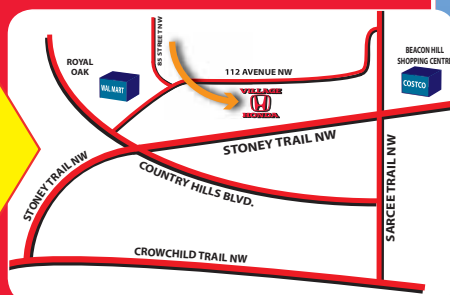 85 STREET NW
ROYAL
OAK
WAL MART
112 AVENUE NW
BEACON HILL
SHOPPING CENTRE
COSTCO
VILLAGE
HONDA
STONEY TRAIL NW
STONEY TRAIL NW
COUNTRY HILLS BLVD.
SARCEE TRAIL NW
CROWCHILD TRAIL NW